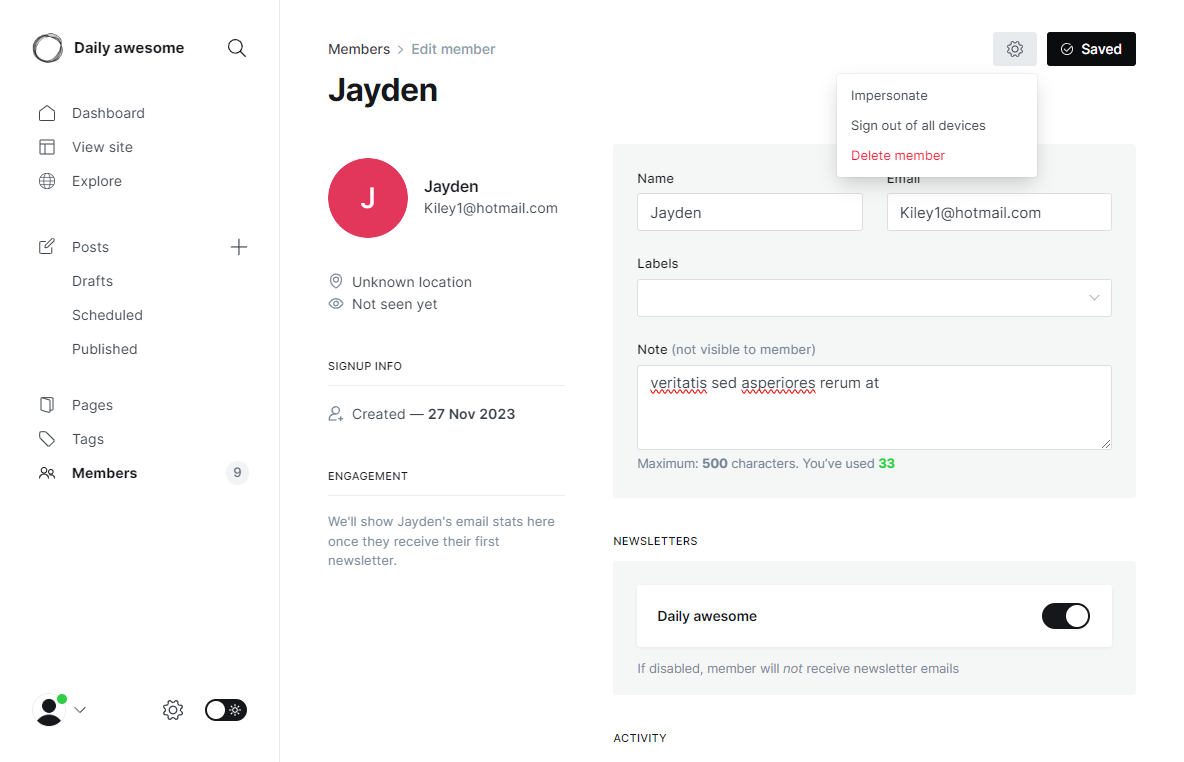 Daily awesome
Dashboard
View site
Explore
Posts
Drafts
Scheduled
Published
Pages
Tags
Members 9
Members > Edit member
Saved
Jayden
Impersonate
Sign out of all devices
Delete member
J
Jayden
Kiley1@hotmail.com
Unknown location
Not seen yet
SIGNUP INFO
Created — 27 Nov 2023
ENGAGEMENT
We'll show Jayden's email stats here
once they receive their first
newsletter.
Name
Jayden
Email
Kiley1@hotmail.com
Labels
Note (not visible to member)
veritatis sed asperiores rerum at
Maximum: 500 characters. You've used 33
NEWSLETTERS
Daily awesome
If disabled, member will not receive newsletter emails
ACTIVITY